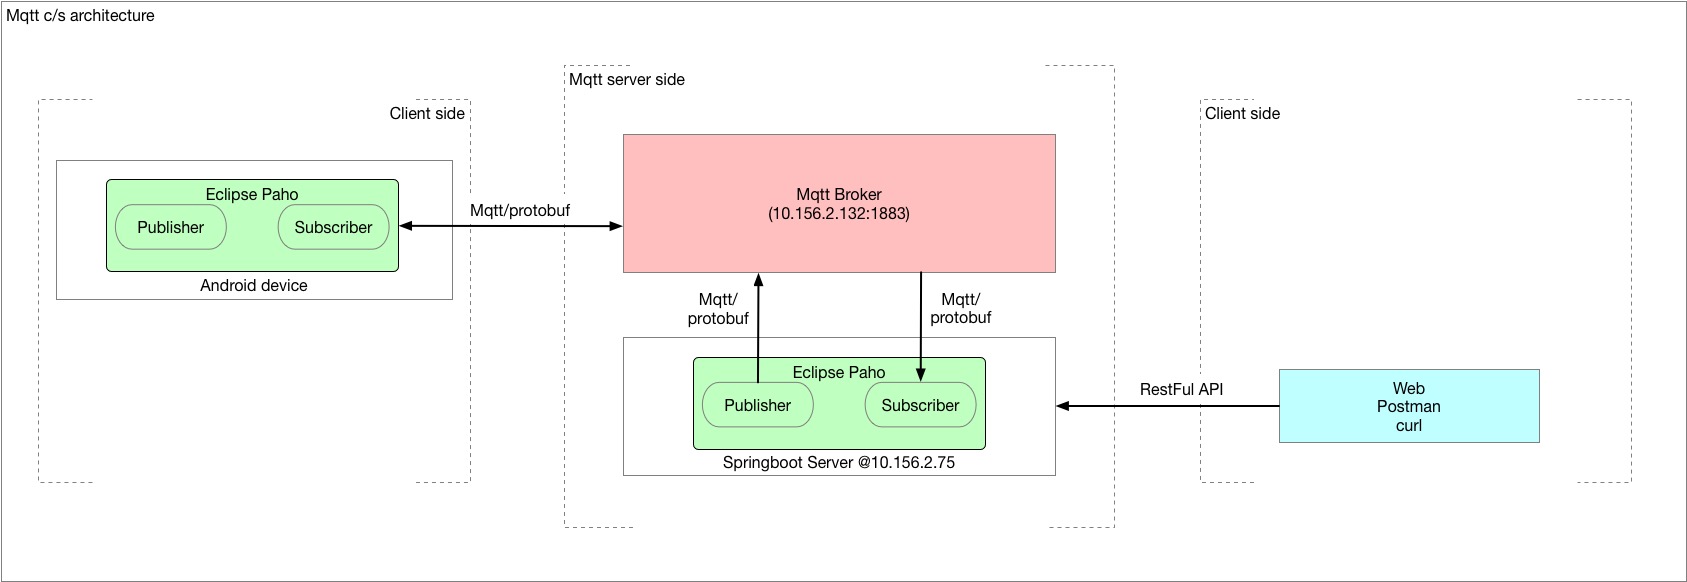 Mqtt c/s architecture
Client side
Eclipse Paho
Publisher
Subscriber
Android device
Mqtt/protobuf
Mqtt server side
Mqtt Broker
(10.156.2.132:1883)
Mqtt/
protobuf
Mqtt/
protobuf
Eclipse Paho
Publisher
Subscriber
Springboot Server @10.156.2.75
RestFul API
Client side
Web
Postman
curl